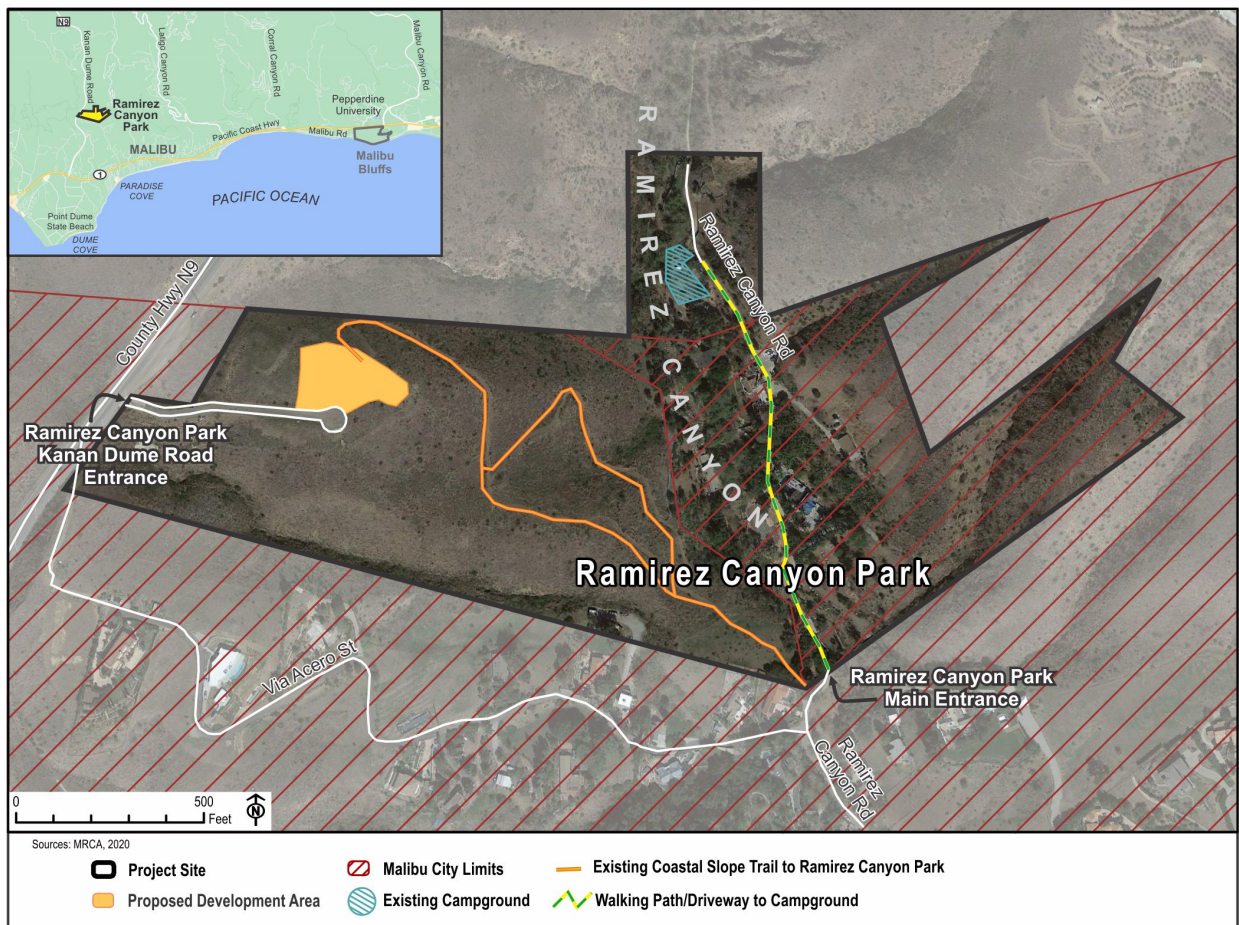 N9
Kanan Dume Road
Latigo Canyon Rd
Corral Canyon Rd
Malibu Canyon Rd
Ramirez
Canyon
Park
Pepperdine
University
Pacific Coast Hwy
Malibu Rd
MALIBU
Malibu
Bluffs
1
PARADISE
COVE
PACIFIC OCEAN
Point Dume
State Beach
DUME
COVE
County Hwy N9
RAMIREZ CANYON
Ramirez Canyon Rd
Ramirez Canyon Park
Kanan Dume Road
Entrance
Ramirez Canyon Park
Via Acero St
Ramirez Canyon Park
Main Entrance
Ramirez
Canyon Rd
0 500
Feet
N
Sources: MRCA, 2020
Project Site
Malibu City Limits
Existing Coastal Slope Trail to Ramirez Canyon Park
Proposed Development Area
Existing Campground
Walking Path/Driveway to Campground